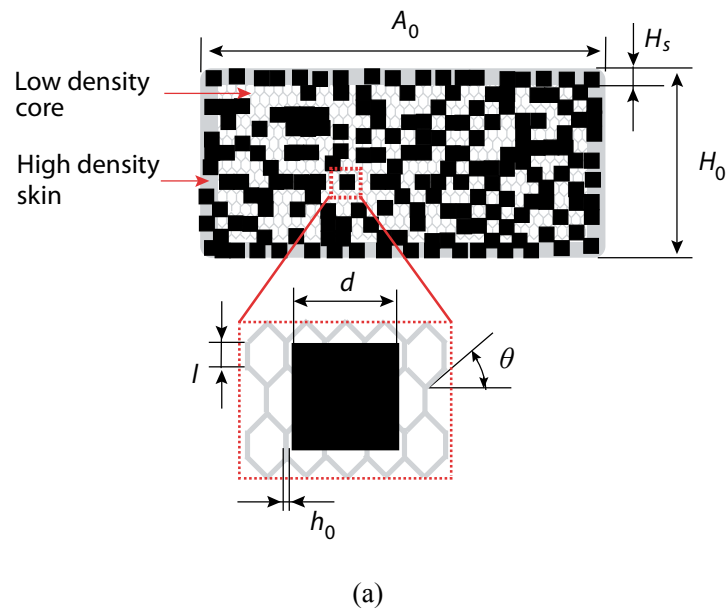 A₀
Hₛ
Low density
core
High density
skin
H₀
d
l
θ
h₀
(a)